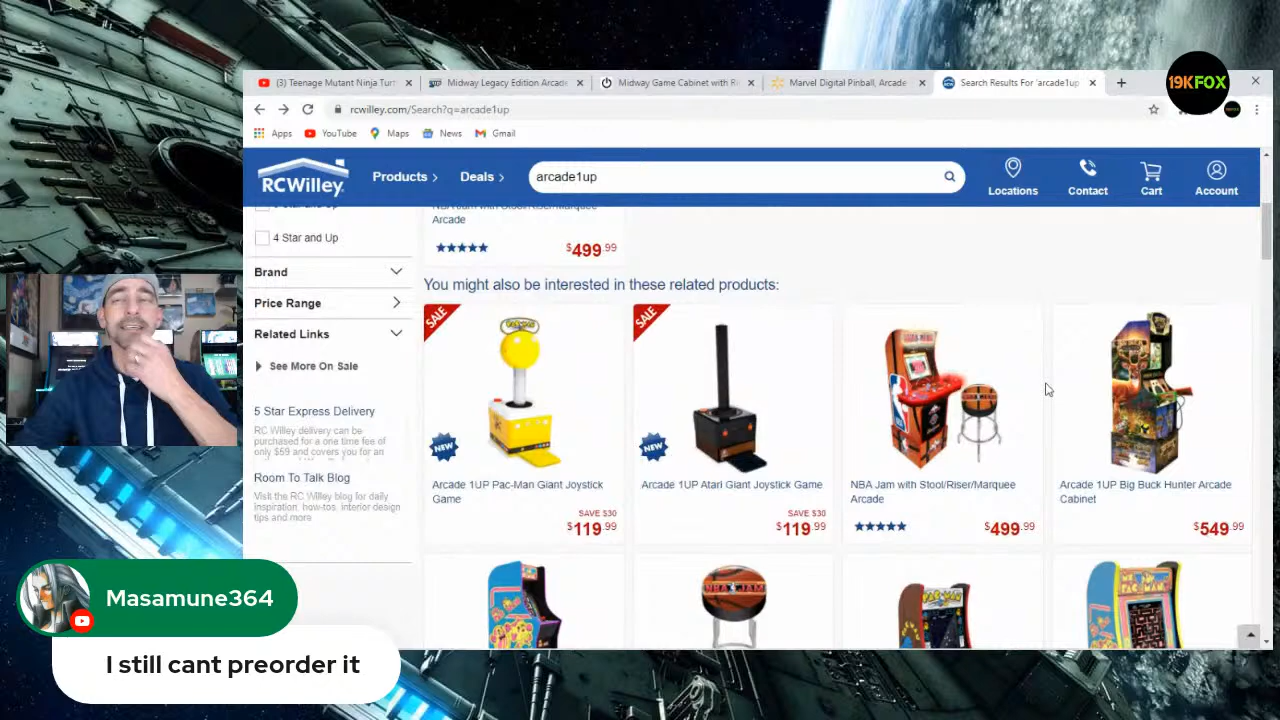 (3) Teenage Mutant Ninja Turt
Midway Legacy Edition Arcade
Midway Game Cabinet with Ri
Marvel Digital Pinball, Arcade
Search Results For 'arcade1up
19KFOX
rcwilley.com/Search?q=arcade1up
Apps
YouTube
Maps
News
Gmail
RCWilley
Products
Deals
arcade1up
Locations
Contact
Cart
Account
4 Star and Up
NBA Jam with Stool/Riser/Marquee
Arcade
$499.99
Brand
Price Range
Related Links
See More On Sale
5 Star Express Delivery
RC Willey delivery can be
purchased for a one time fee of
only $59 and covers you for an
Room To Talk Blog
Visit the RC Willey blog for daily
inspiration, how-tos, interior design
tips and more
You might also be interested in these related products:
SALE
NEW
Arcade 1UP Pac-Man Giant Joystick
Game
SAVE $30
$119.99
SALE
NEW
Arcade 1UP Atari Giant Joystick Game
SAVE $30
$119.99
NBA Jam with Stool/Riser/Marquee
Arcade
$499.99
Arcade 1UP Big Buck Hunter Arcade
Cabinet
$549.99
Masamune364
I still cant preorder it